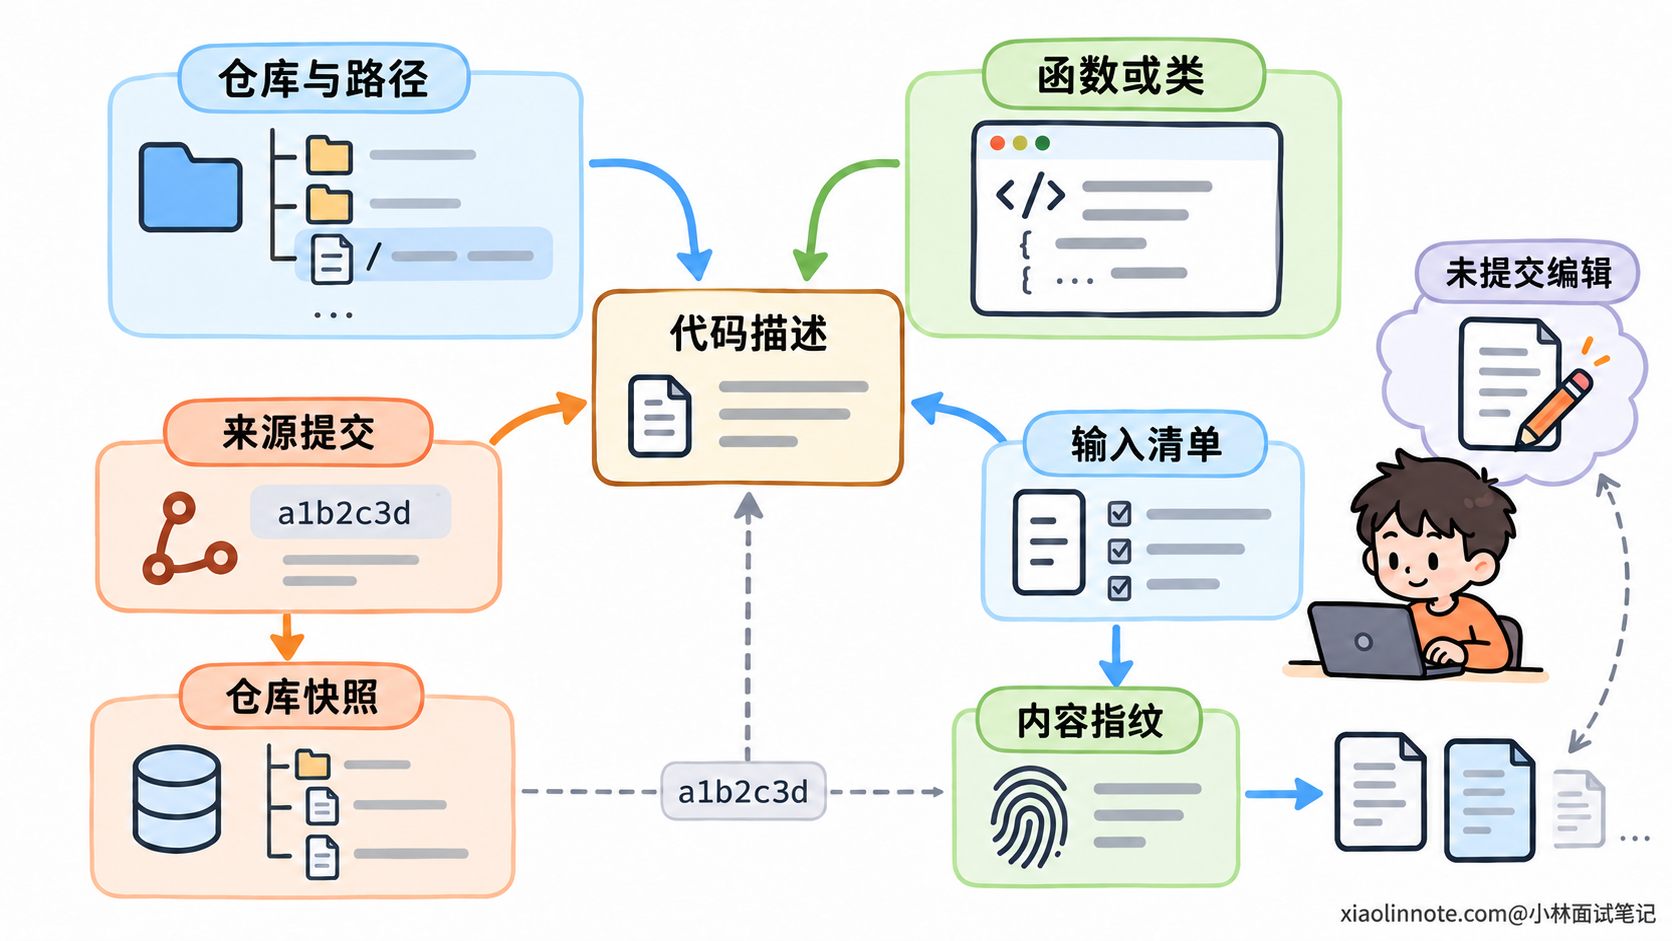 仓库与路径
/
...
函数或类
</>
{
{ ...
未提交编辑
代码描述
来源提交
a1b2c3d
输入清单
仓库快照
a1b2c3d
内容指纹
...
xiaolinnote.com@小林面试笔记